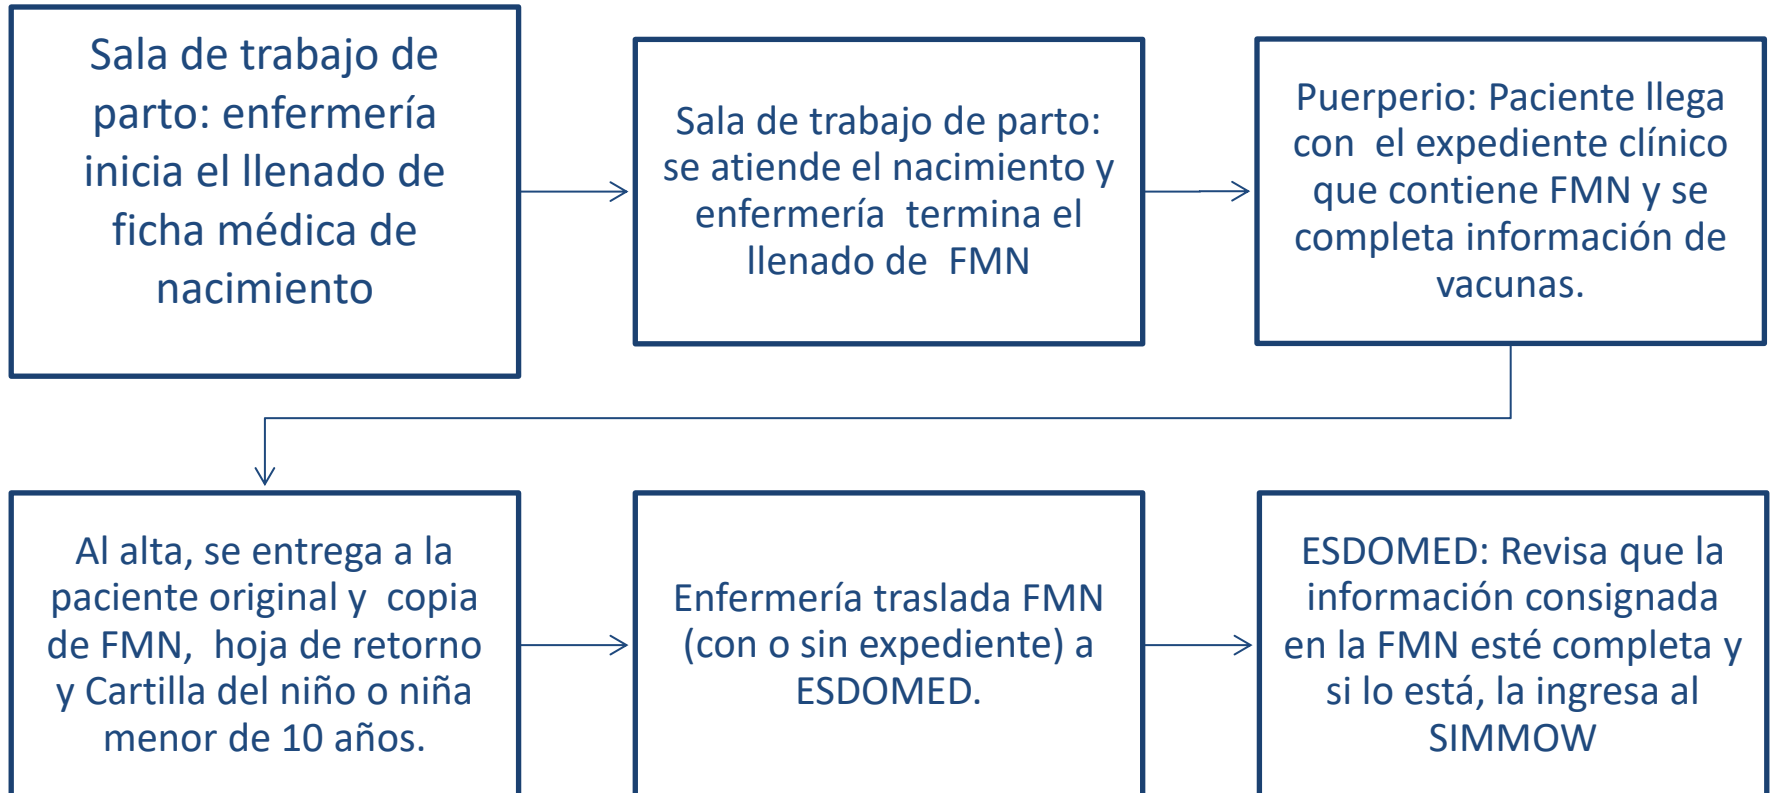 Sala de trabajo de
parto: enfermería
inicia el llenado de
ficha médica de
nacimiento
Sala de trabajo de parto:
se atiende el nacimiento y
enfermería termina el
llenado de FMN
Puerperio: Paciente llega
con el expediente clínico
que contiene FMN y se
completa información de
vacunas.
Al alta, se entrega a la
paciente original y copia
de FMN, hoja de retorno
y Cartilla del niño o niña
menor de 10 años.
Enfermería traslada FMN
(con o sin expediente) a
ESDOMED.
ESDOMED: Revisa que la
información consignada
en la FMN esté completa y
si lo está, la ingresa al
SIMMOW